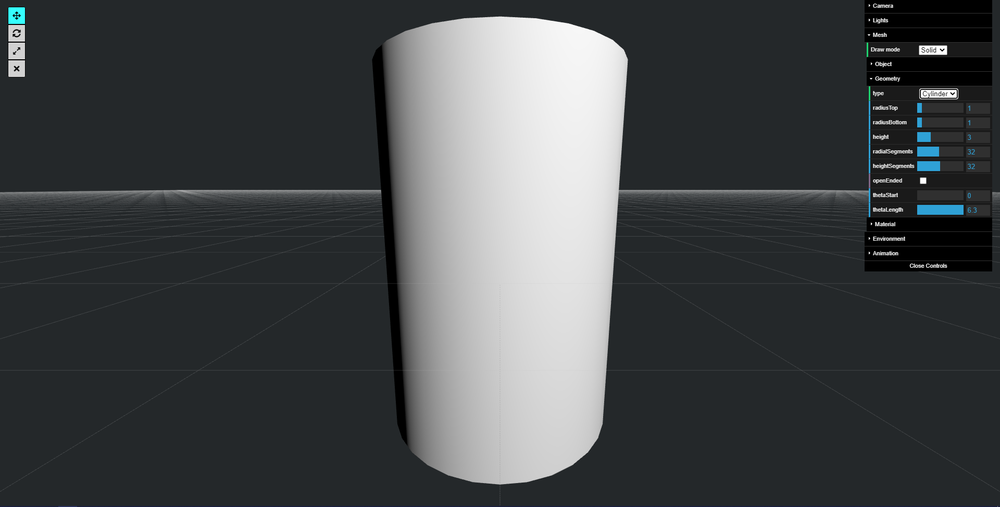 Camera
Lights
Mesh
Draw mode Solid
Object
Geometry
type Cylinder
radiusTop 1
radiusBottom 1
height 3
radialSegments 32
heightSegments 32
openEnded
thetaStart 0
thetaLength 6.3
Material
Environment
Animation
Close Controls